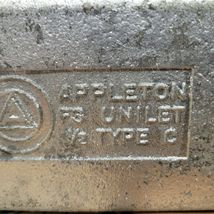 APPLETON
FS UNILET
1/2 TYPE C